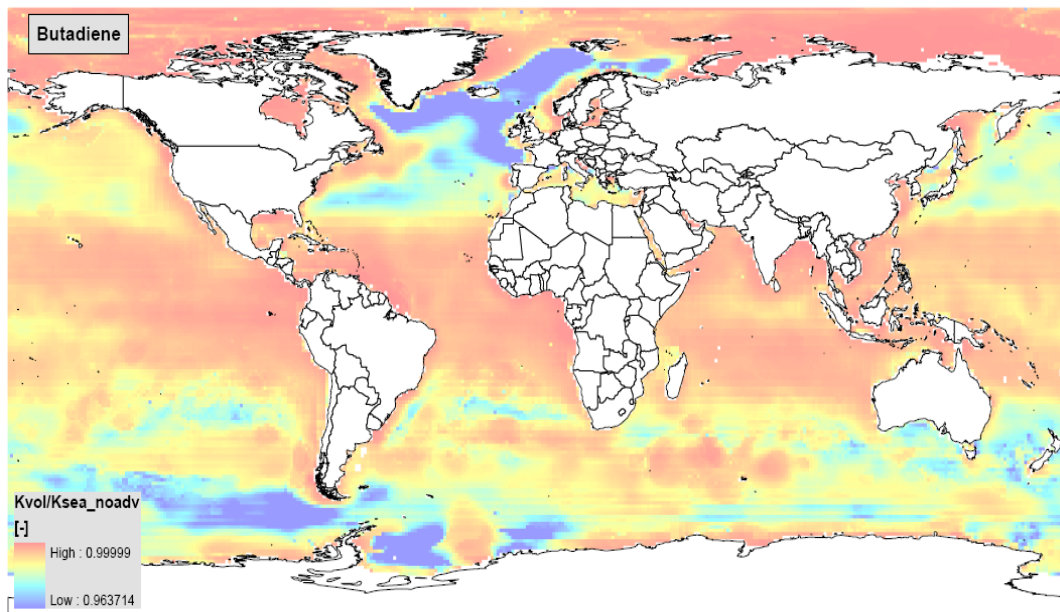 Butadiene
Kvol/Ksea_noadv
[-]
High : 0.99999
Low : 0.963714